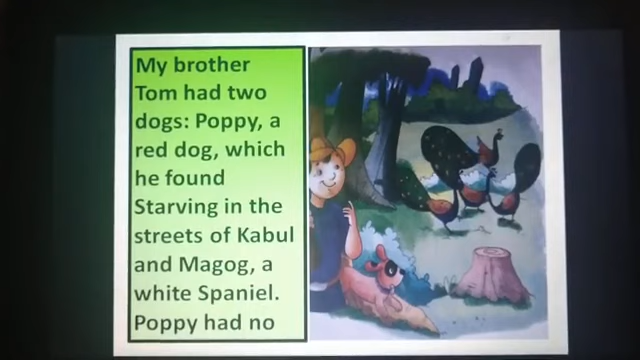 My brother
Tom had two
dogs: Poppy, a
red dog, which
he found
Starving in the
streets of Kabul
and Magog, a
white Spaniel.
Poppy had no